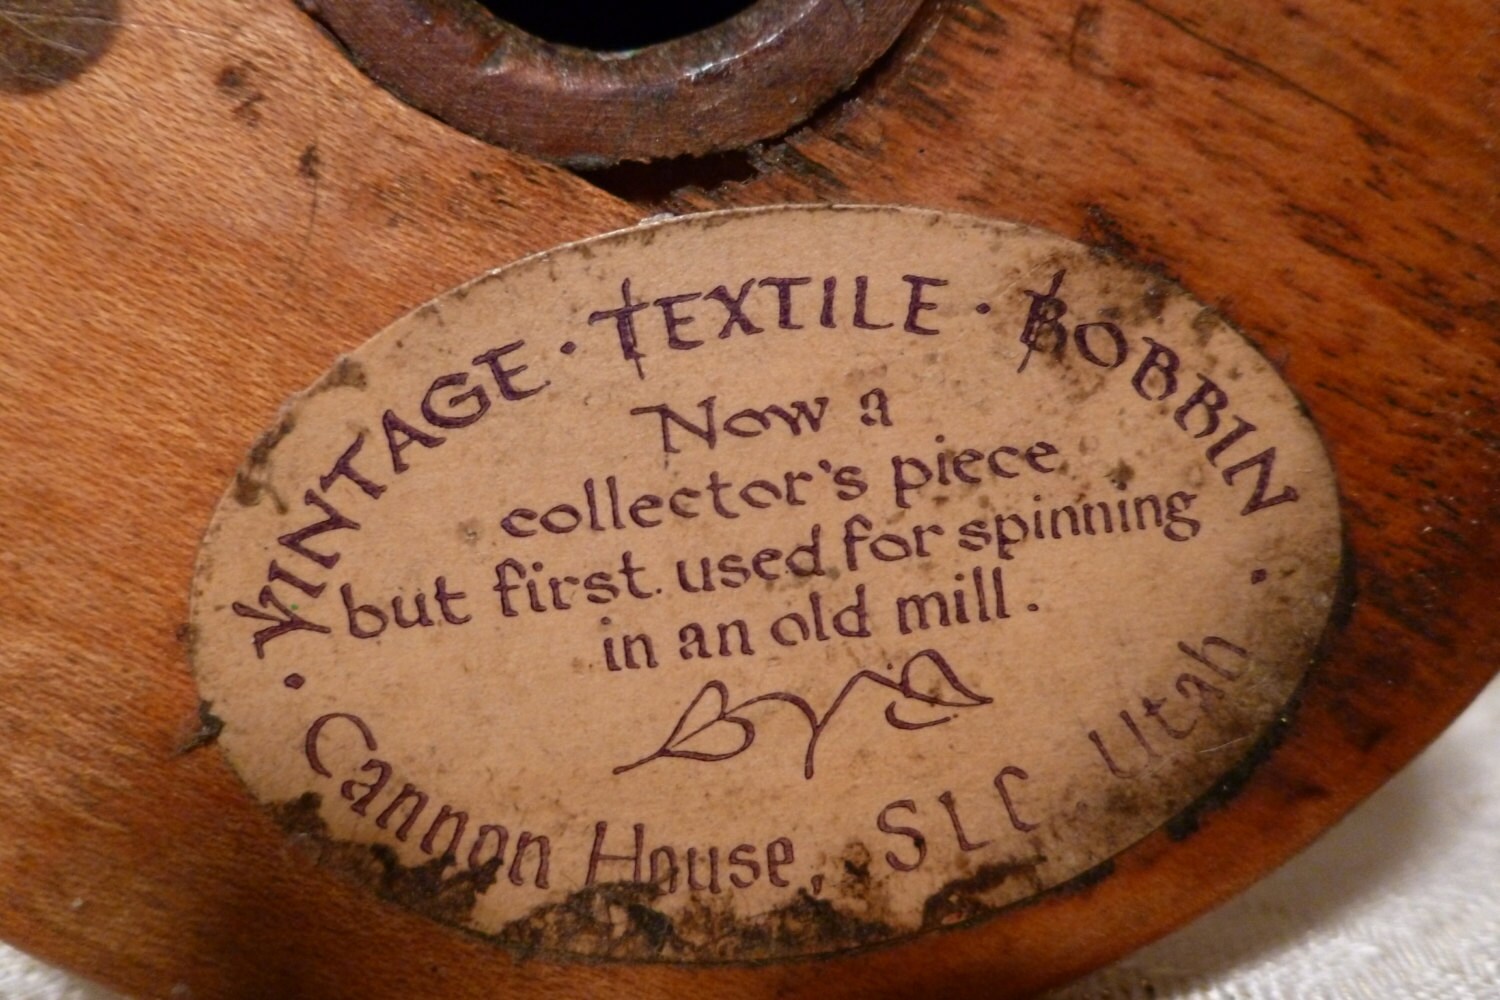 · VINTAGE · TEXTILE · BOBBIN ·
Now a
collector's piece
but first used for spinning
in an old mill.
Cannon House, SLC Utah